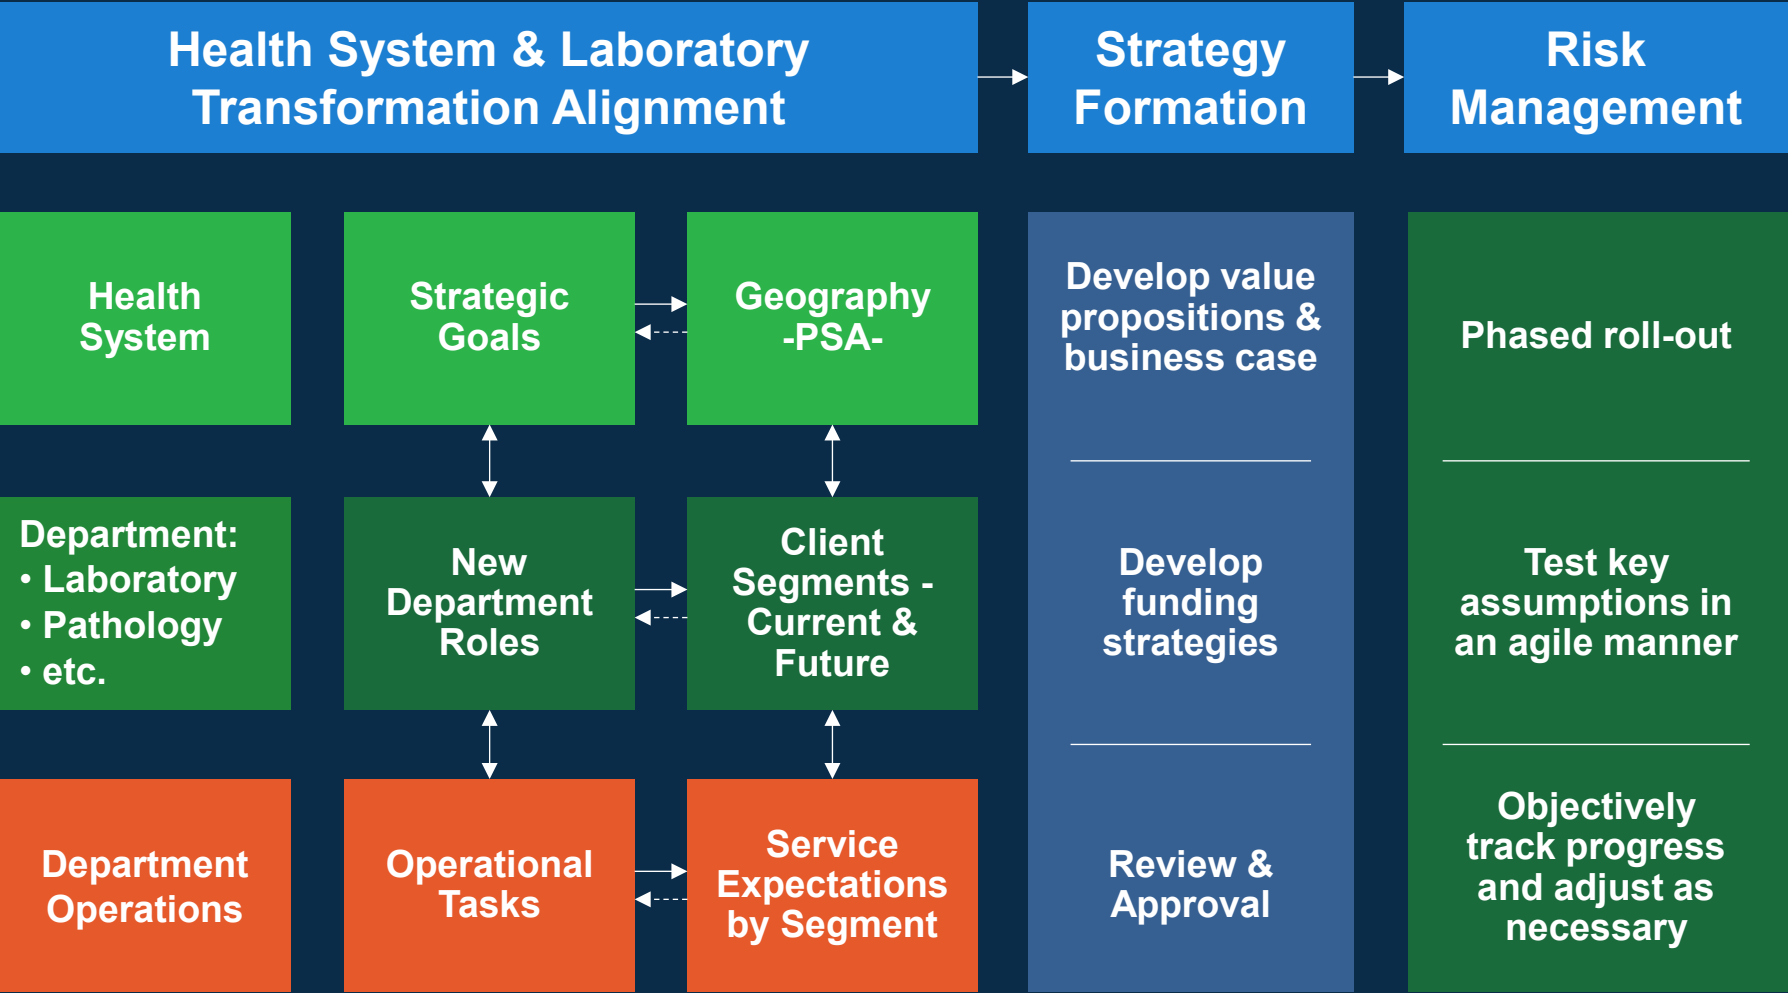 Health System & Laboratory
Transformation Alignment
Strategy
Formation
Risk
Management
Health
System
Strategic
Goals
Geography
-PSA-
Develop value
propositions &
business case
Phased roll-out
Department:
• Laboratory
• Pathology
• etc.
New
Department
Roles
Client
Segments -
Current &
Future
Develop
funding
strategies
Test key
assumptions in
an agile manner
Department
Operations
Operational
Tasks
Service
Expectations
by Segment
Review &
Approval
Objectively
track progress
and adjust as
necessary